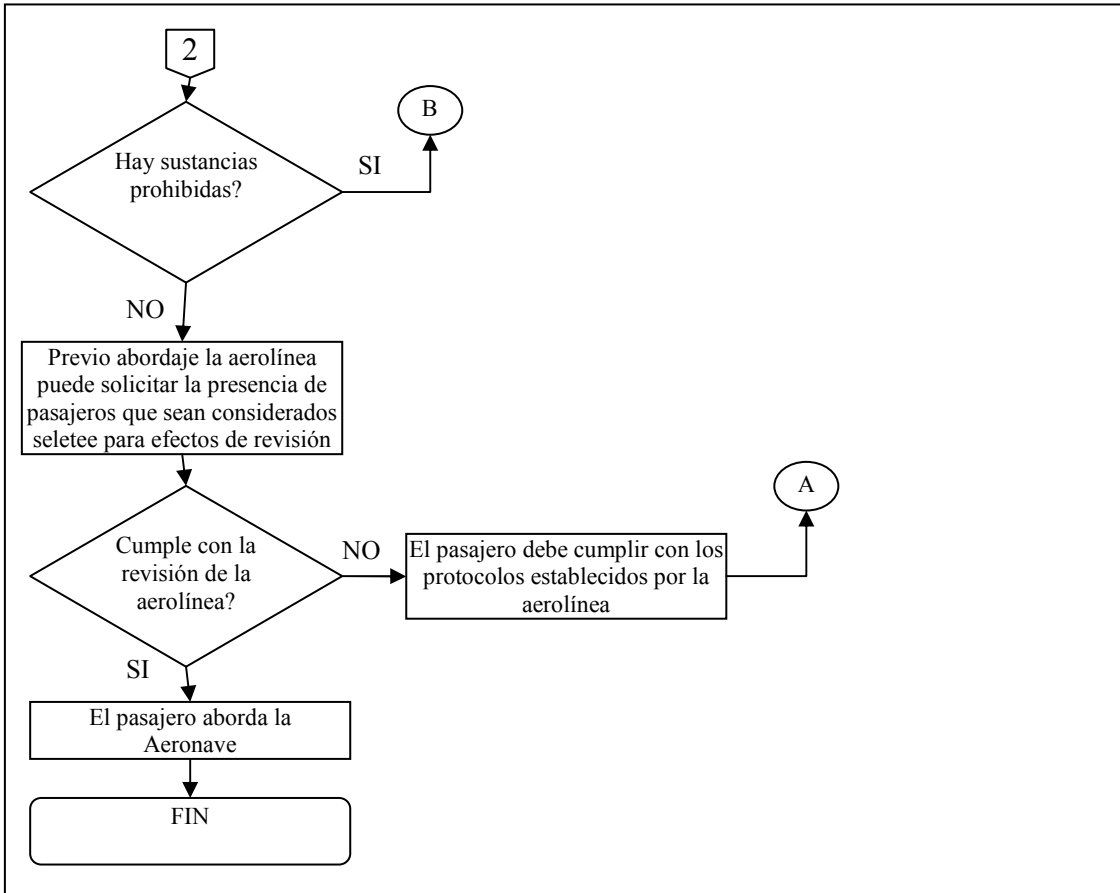 2
B
Hay sustancias
prohibidas?
SI
NO
Previo abordaje la aerolínea
puede solicitar la presencia de
pasajeros que sean considerados
seletee para efectos de revisión
A
Cumple con la
revisión de la
aerolínea?
NO
El pasajero debe cumplir con los
protocolos establecidos por la
aerolínea
SI
El pasajero aborda la
Aeronave
FIN